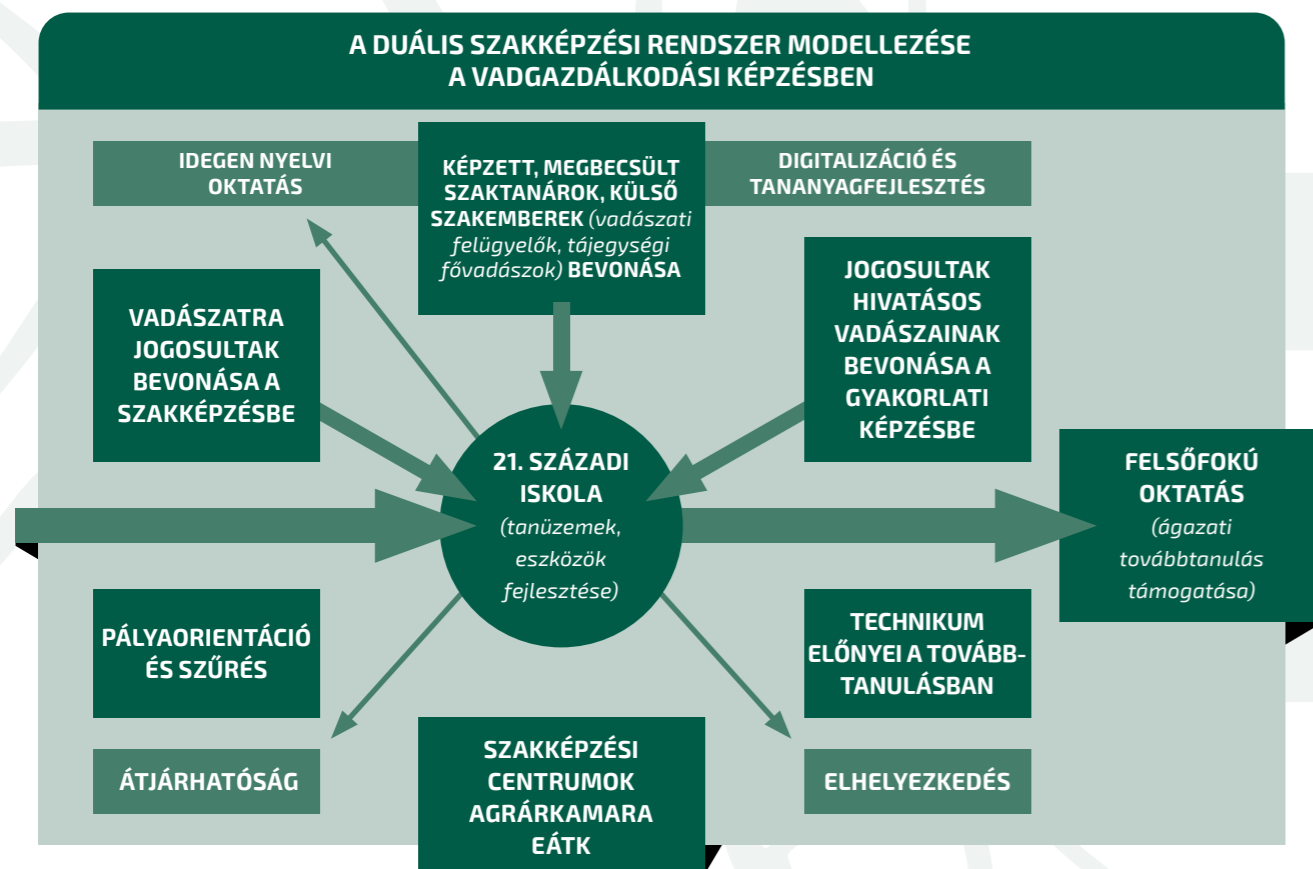 A DUÁLIS SZAKKÉPZÉSI RENDSZER MODELLEZÉSE
A VADGAZDÁLKODÁSI KÉPZÉSBEN
IDEGEN NYELVI
OKTATÁS
KÉPZETT, MEGBECSÜLT
SZAKTANÁROK, KÜLSŐ
SZAKEMBEREK (vadászati
felügyelők, tájegységi
fővadászok) BEVONÁSA
DIGITALIZÁCIÓ ÉS
TANANYAGFEJLESZTÉS
VADÁSZATRA
JOGOSULTAK
BEVONÁSA A
SZAKKÉPZÉSBE
JOGOSULTAK
HIVATÁSOS
VADÁSZAINAK
BEVONÁSA A
GYAKORLATI
KÉPZÉSBE
21. SZÁZADI
ISKOLA
(tanüzemek,
eszközök
fejlesztése)
FELSŐFOKÚ
OKTATÁS
(ágazati
továbbtanulás
támogatása)
PÁLYAORIENTÁCIÓ
ÉS SZŰRÉS
TECHNIKUM
ELŐNYEI A TOVÁBB-
TANULÁSBAN
ÁTJÁRHATÓSÁG
SZAKKÉPZÉSI
CENTRUMOK
AGRÁRKAMARA
EÁTK
ELHELYEZKEDÉS